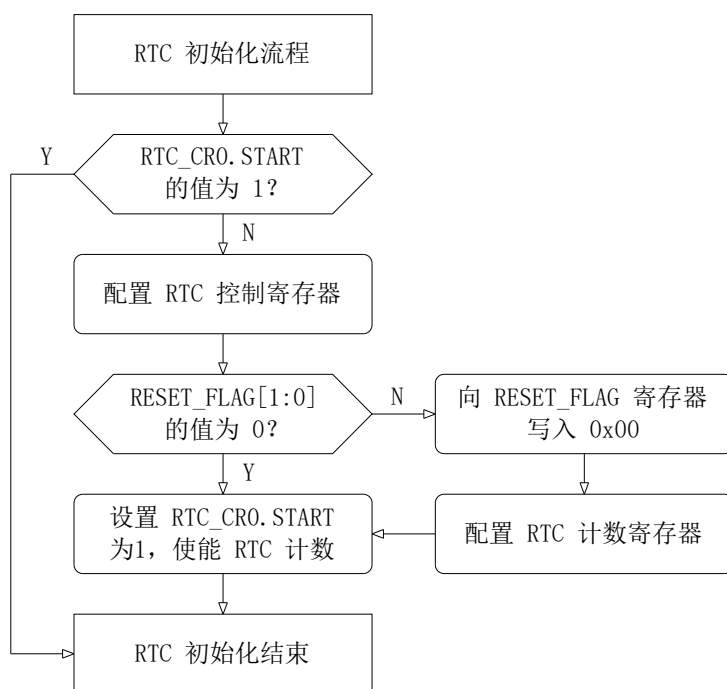 RTC 初始化流程
RTC_CR0.START
的值为 1?
Y
N
配置 RTC 控制寄存器
RESET_FLAG[1:0]
的值为 0?
N
向 RESET_FLAG 寄存器
写入 0x00
Y
设置 RTC_CR0.START
为1，使能 RTC 计数
配置 RTC 计数寄存器
RTC 初始化结束